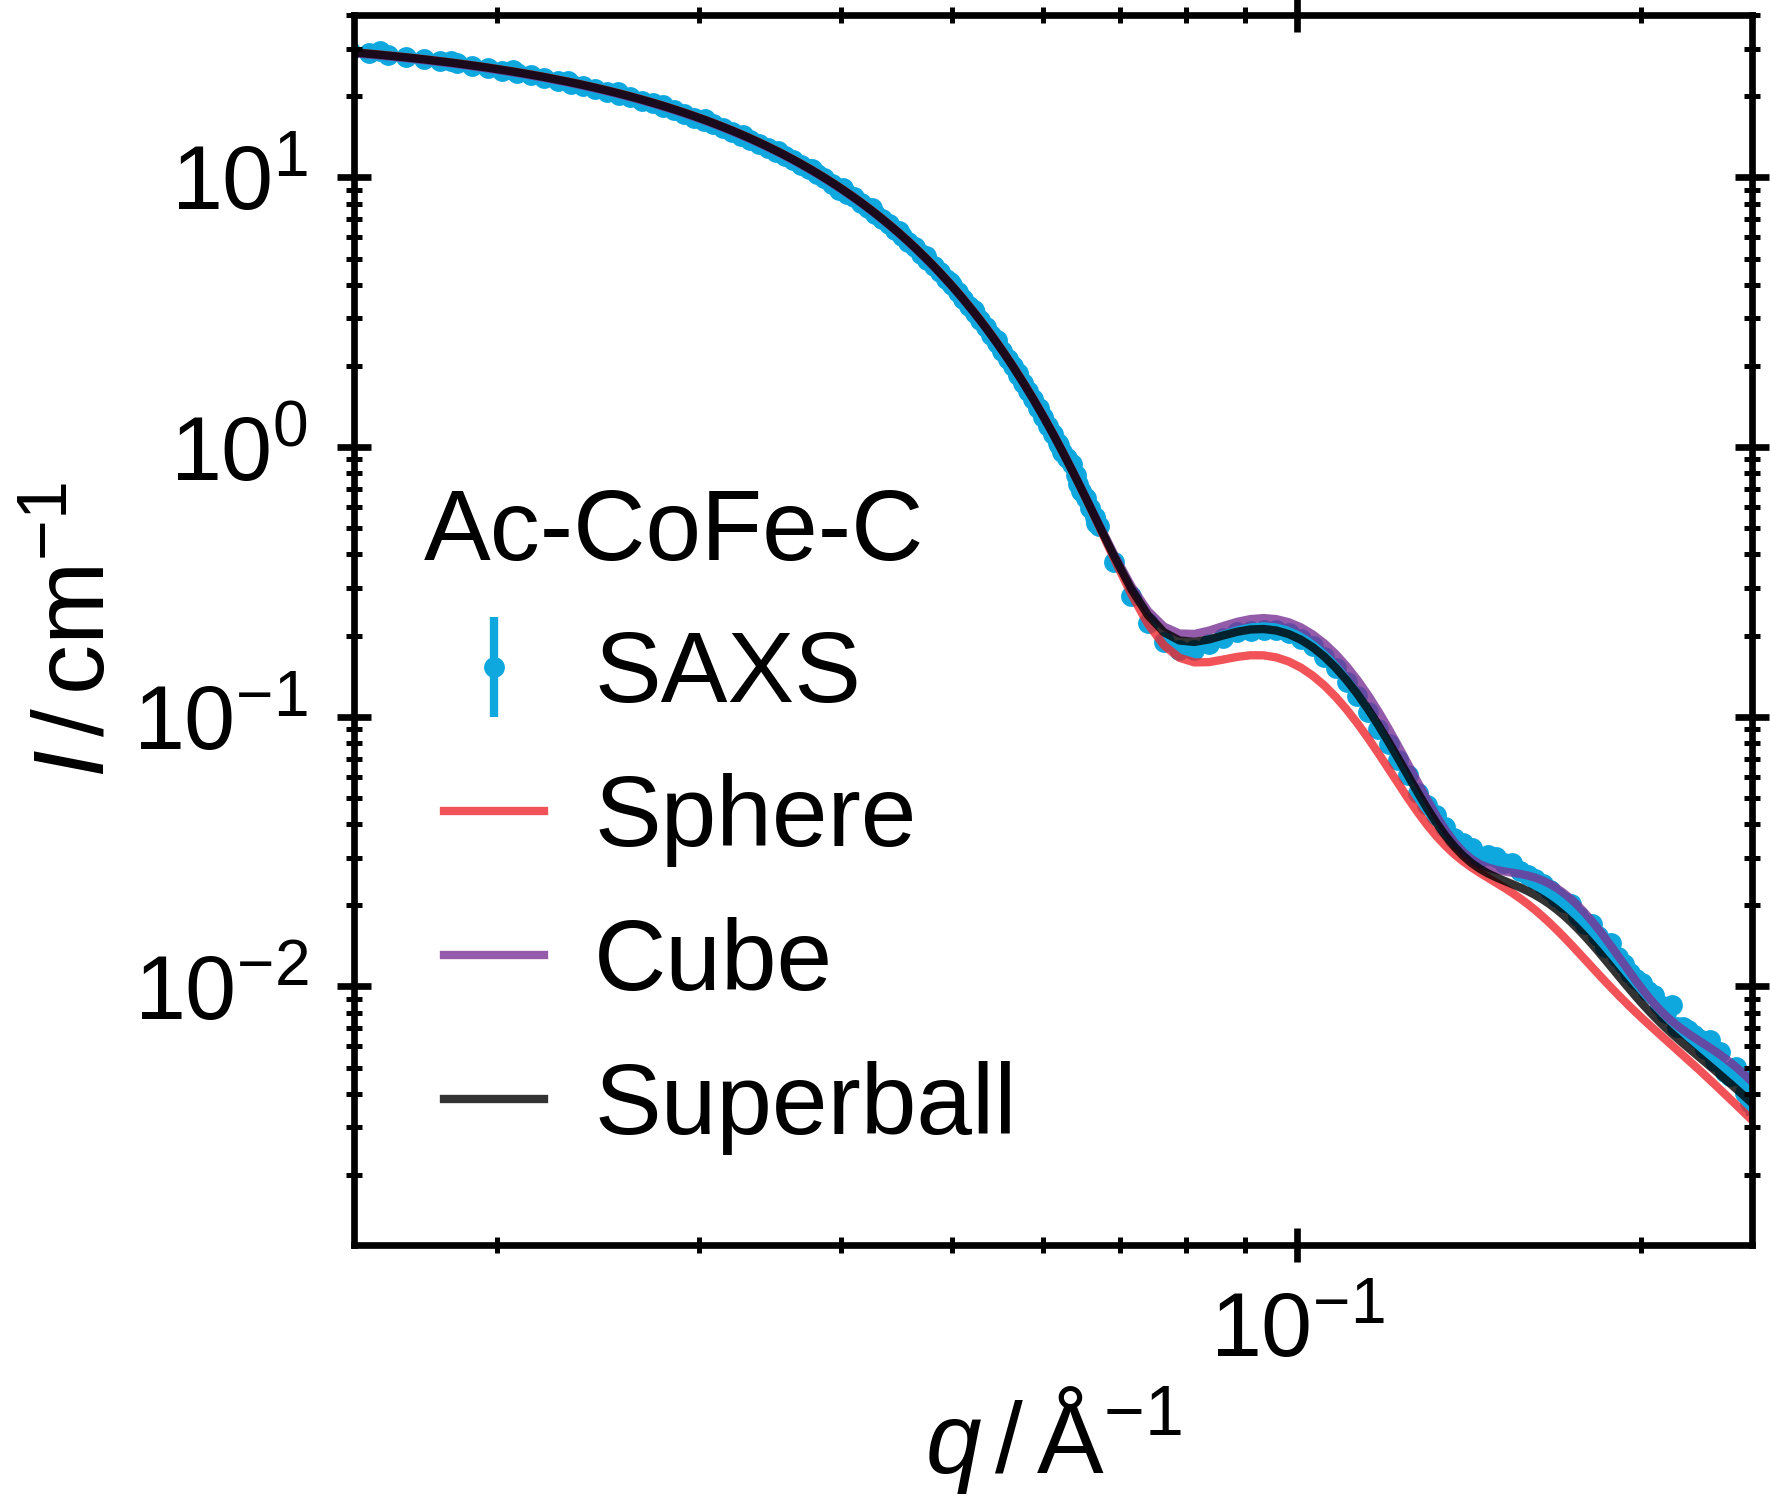 10¹
10⁰
10⁻¹
10⁻²
I / cm⁻¹
Ac-CoFe-C
SAXS
Sphere
Cube
Superball
10⁻¹
q / Å⁻¹